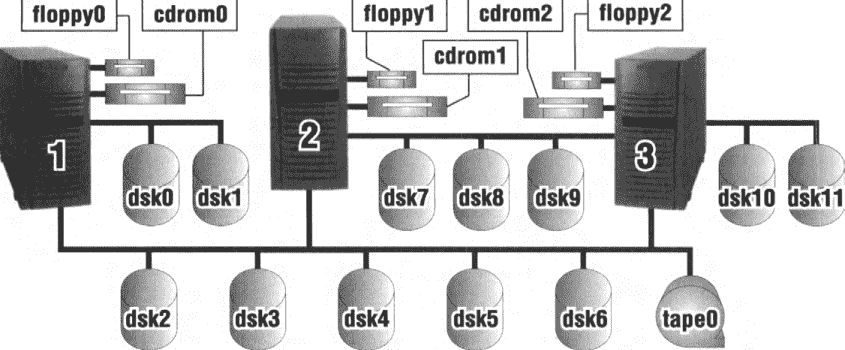 floppy0
cdrom0
floppy1
cdrom2
floppy2
cdrom1
1
2
3
dsk0
dsk1
dsk7
dsk8
dsk9
dsk10
dsk11
dsk2
dsk3
dsk4
dsk5
dsk6
tape0